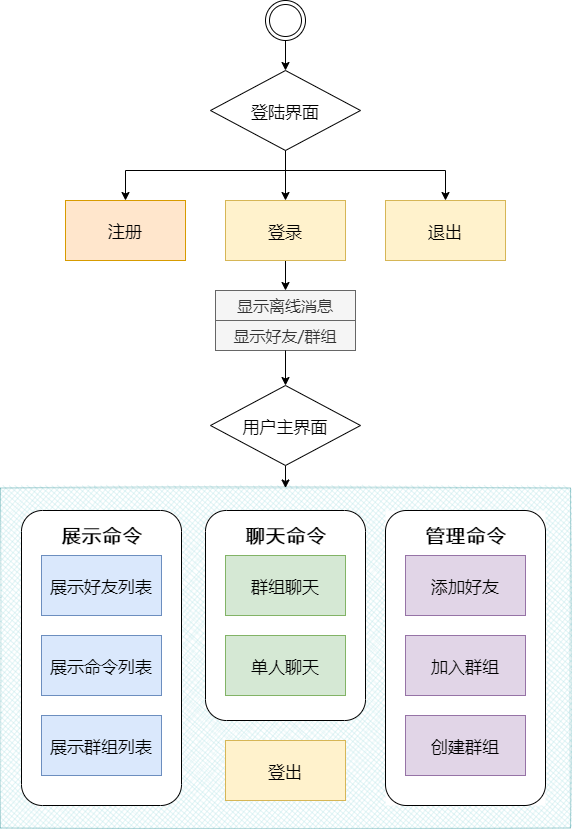 登陆界面
注册
登录
退出
显示离线消息
显示好友/群组
用户主界面
展示命令
展示好友列表
展示命令列表
展示群组列表
聊天命令
群组聊天
单人聊天
登出
管理命令
添加好友
加入群组
创建群组